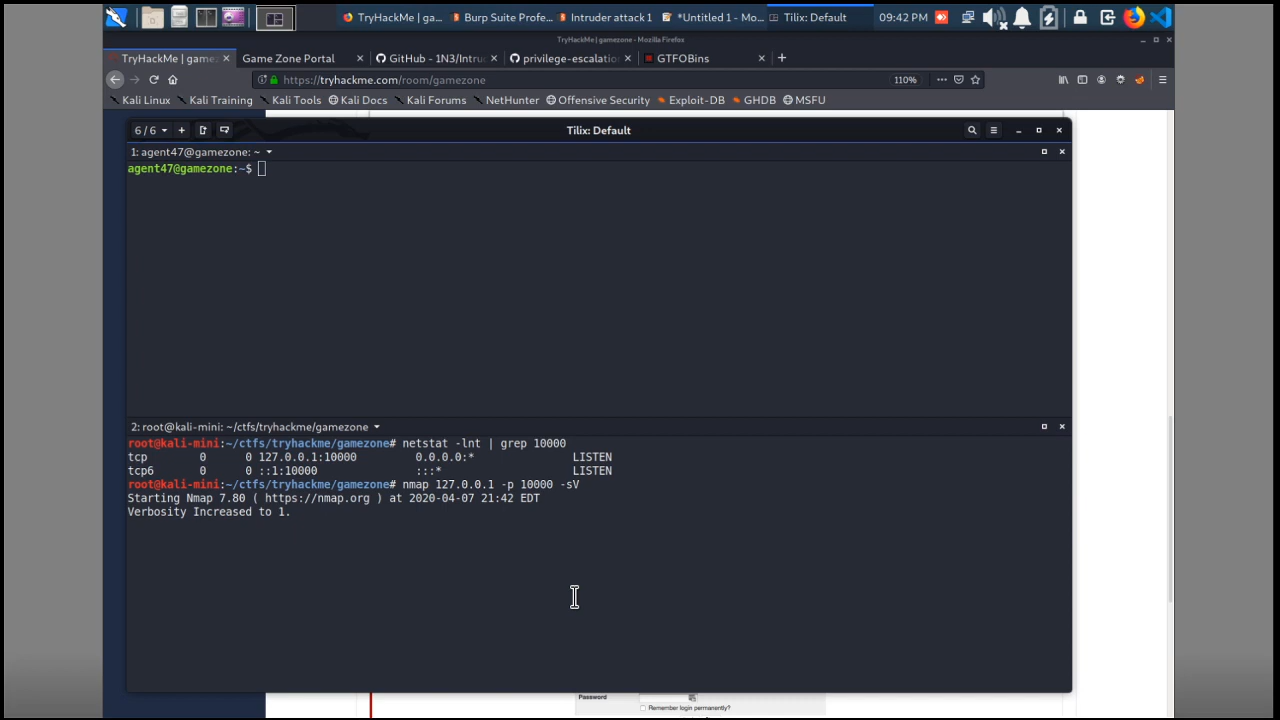 TryHackMe | ga...
Burp Suite Profe...
Intruder attack 1
*Untitled 1 - Mo...
Tilix: Default
09:42 PM
TryHackMe | gamezone - Mozilla Firefox
TryHackMe | game
Game Zone Portal
GitHub - 1N3/Intru
privilege-escalatio
GTFOBins
https://tryhackme.com/room/gamezone
110%
Kali Linux
Kali Training
Kali Tools
Kali Docs
Kali Forums
NetHunter
Offensive Security
Exploit-DB
GHDB
MSFU
6 / 6
Tilix: Default
1: agent47@gamezone: ~
agent47@gamezone:~$
2: root@kali-mini:~/ctfs/tryhackme/gamezone
root@kali-mini:~/ctfs/tryhackme/gamezone# netstat -lnt | grep 10000
tcp 0 0 127.0.0.1:10000 0.0.0.0:* LISTEN
tcp6 0 0 ::1:10000 :::* LISTEN
root@kali-mini:~/ctfs/tryhackme/gamezone# nmap 127.0.0.1 -p 10000 -sV
Starting Nmap 7.80 ( https://nmap.org ) at 2020-04-07 21:42 EDT
Verbosity Increased to 1.
Password
Remember login permanently?